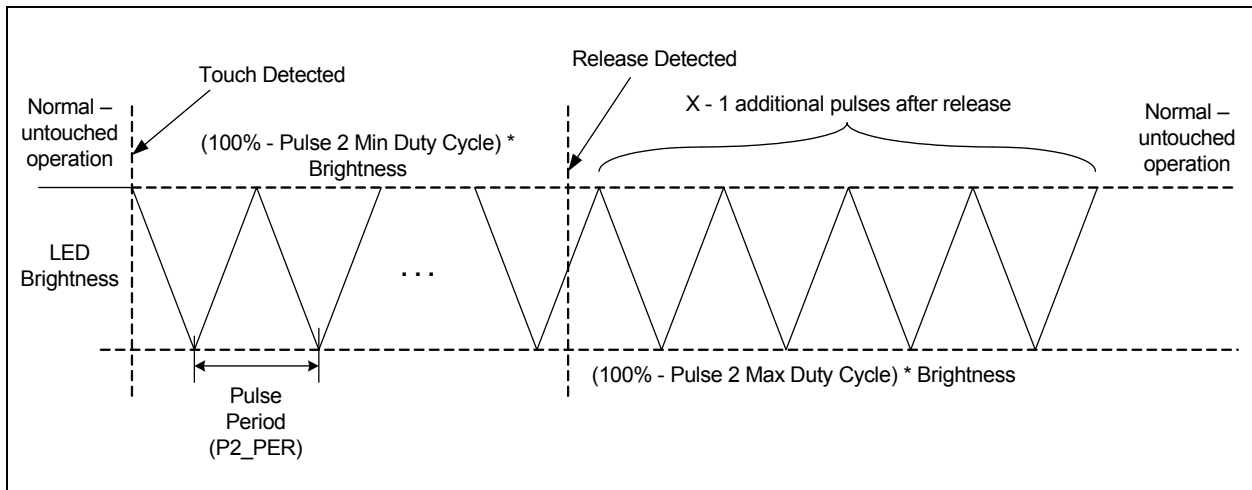 Touch Detected
Release Detected
X - 1 additional pulses after release
Normal –
untouched
operation
(100% - Pulse 2 Min Duty Cycle) *
Brightness
Normal –
untouched
operation
LED
Brightness
. . .
(100% - Pulse 2 Max Duty Cycle) * Brightness
Pulse
Period
(P2_PER)